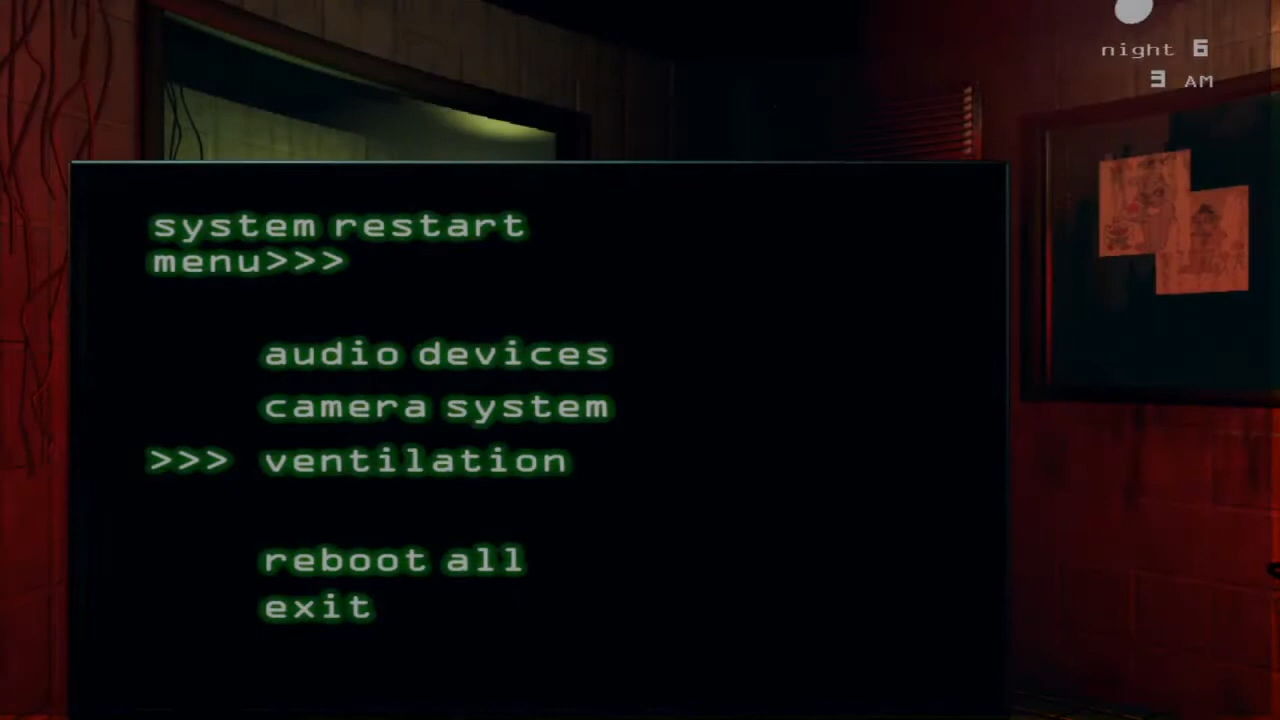 night 6
3 AM
system restart
menu>>>
audio devices
camera system
>>> ventilation
reboot all
exit